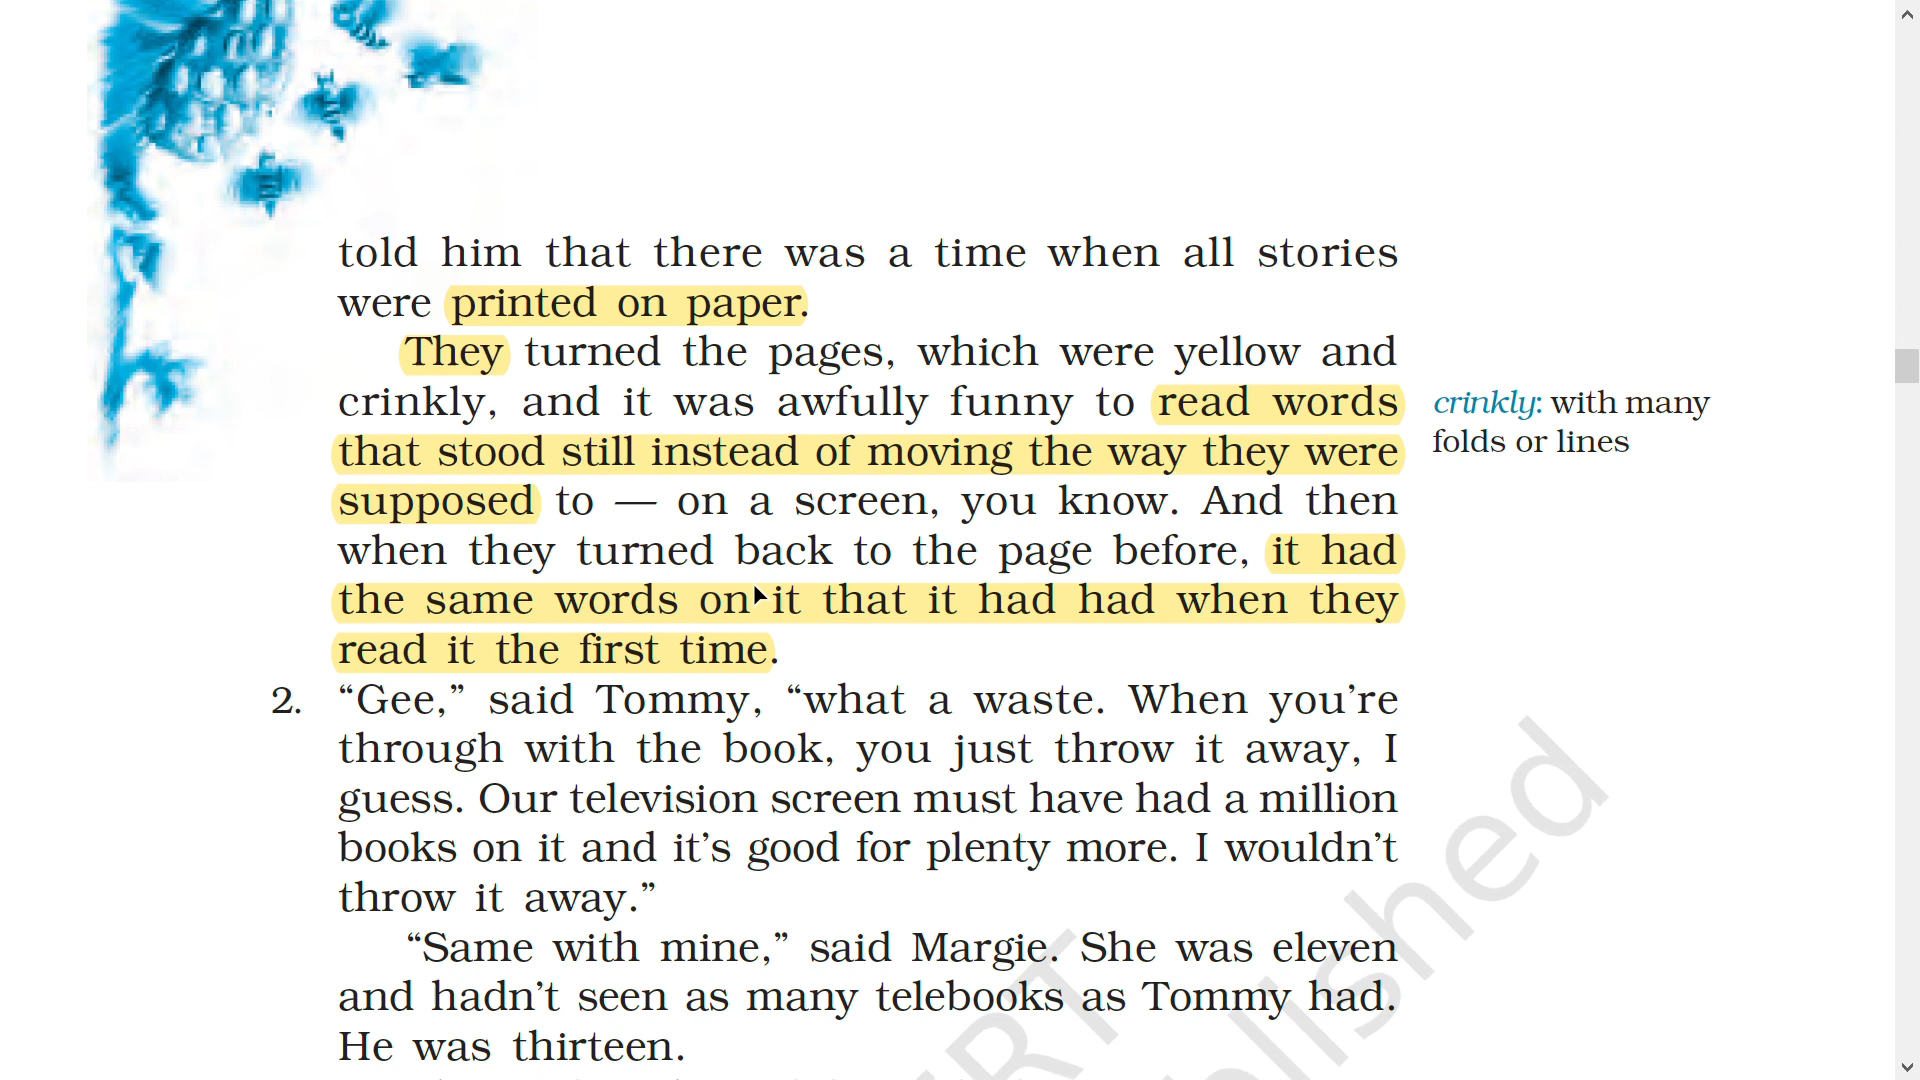 told him that there was a time when all stories
were printed on paper.
They turned the pages, which were yellow and
crinkly, and it was awfully funny to read words
that stood still instead of moving the way they were
supposed to — on a screen, you know. And then
when they turned back to the page before, it had
the same words on it that it had had when they
read it the first time.
crinkly: with many
folds or lines
2. “Gee,” said Tommy, “what a waste. When you’re
through with the book, you just throw it away, I
guess. Our television screen must have had a million
books on it and it’s good for plenty more. I wouldn’t
throw it away.”
“Same with mine,” said Margie. She was eleven
and hadn’t seen as many telebooks as Tommy had.
He was thirteen.